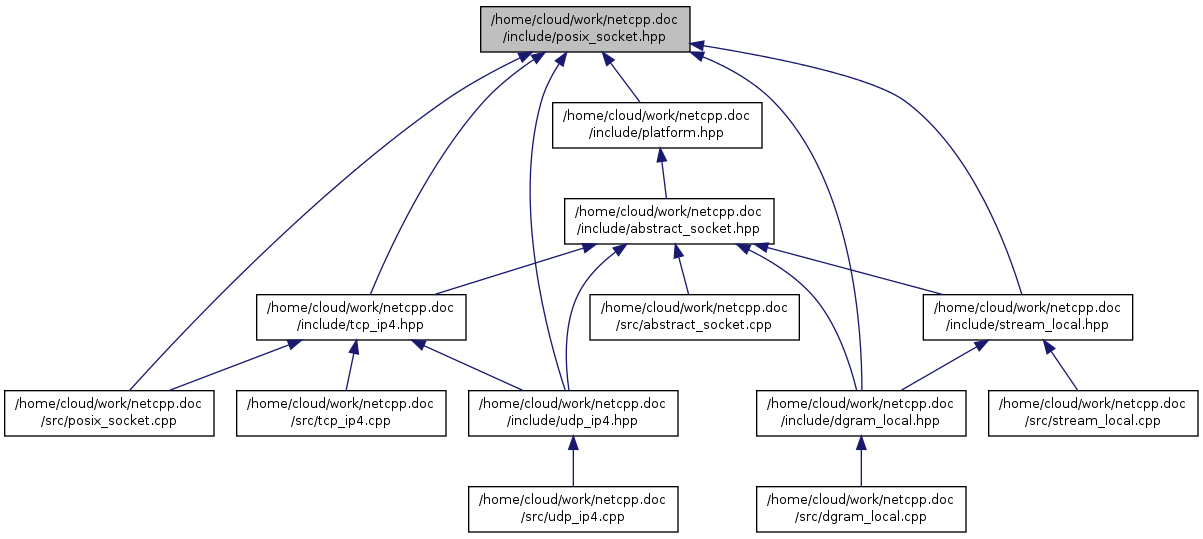 /home/cloud/work/netcpp.doc
/include/posix_socket.hpp
/home/cloud/work/netcpp.doc
/include/platform.hpp
/home/cloud/work/netcpp.doc
/include/abstract_socket.hpp
/home/cloud/work/netcpp.doc
/include/tcp_ip4.hpp
/home/cloud/work/netcpp.doc
/src/abstract_socket.cpp
/home/cloud/work/netcpp.doc
/include/stream_local.hpp
/home/cloud/work/netcpp.doc
/src/posix_socket.cpp
/home/cloud/work/netcpp.doc
/src/tcp_ip4.cpp
/home/cloud/work/netcpp.doc
/include/udp_ip4.hpp
/home/cloud/work/netcpp.doc
/include/dgram_local.hpp
/home/cloud/work/netcpp.doc
/src/stream_local.cpp
/home/cloud/work/netcpp.doc
/src/udp_ip4.cpp
/home/cloud/work/netcpp.doc
/src/dgram_local.cpp